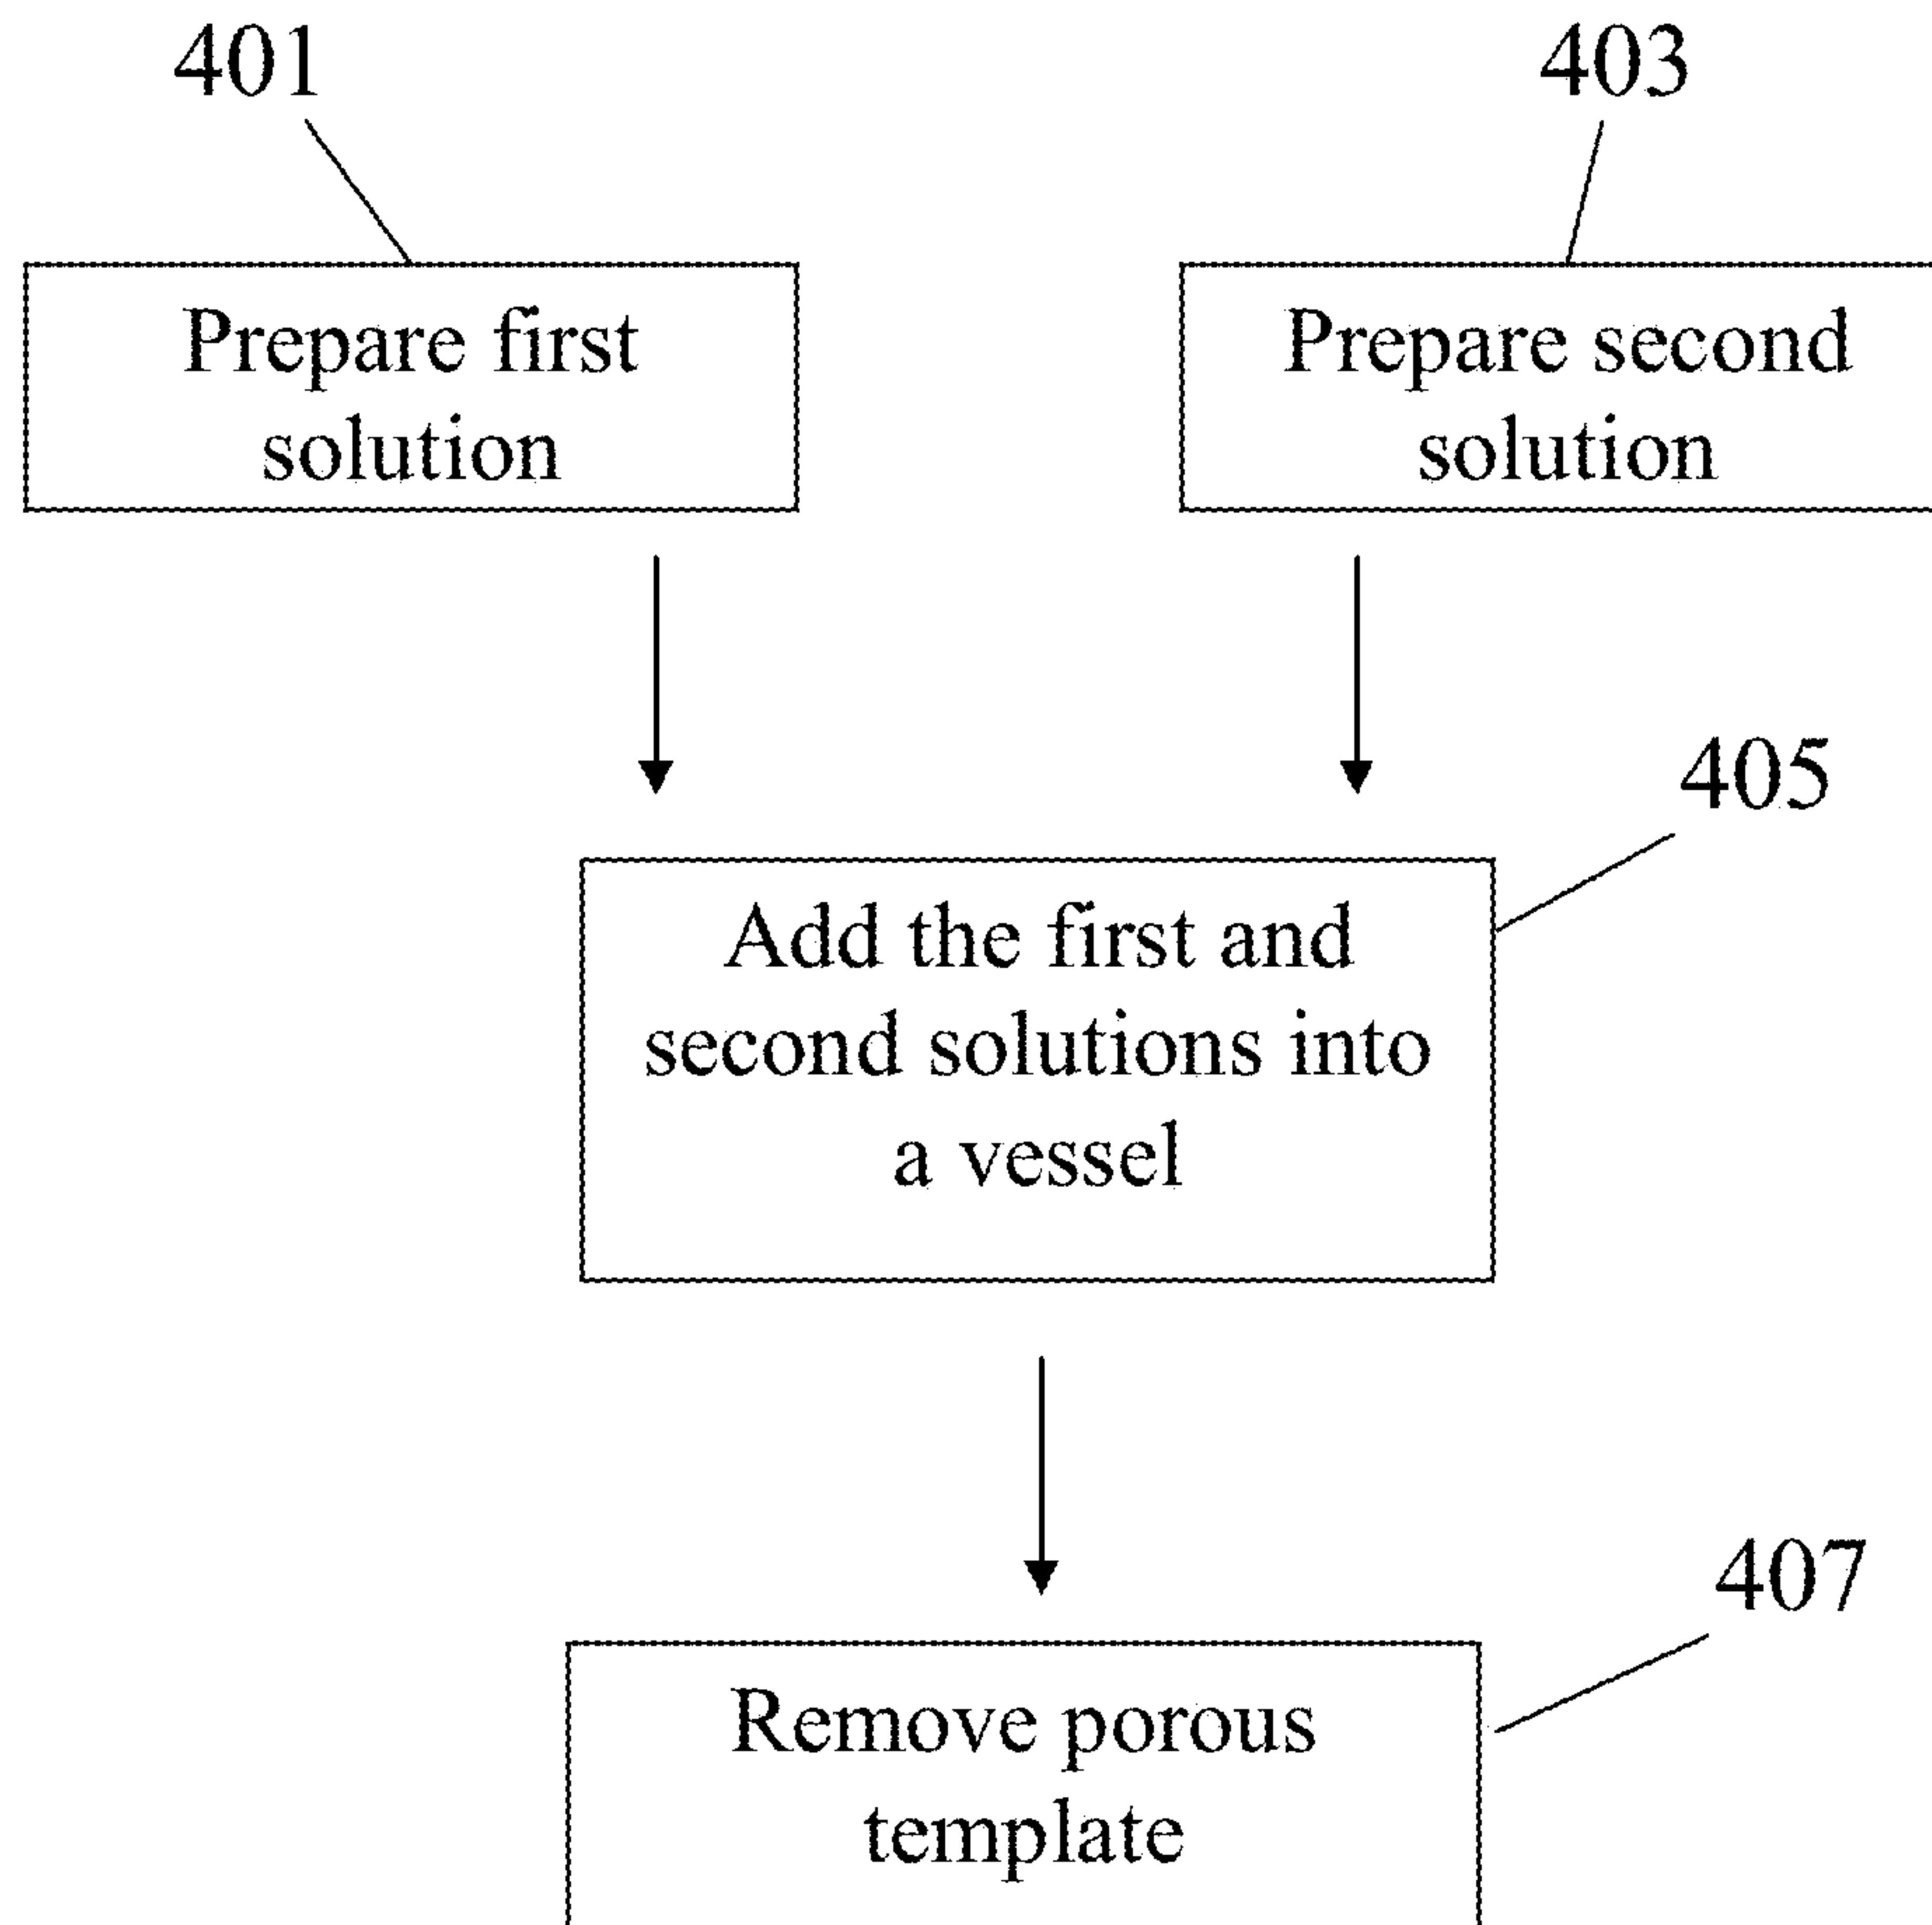 401
403
Prepare first
solution
Prepare second
solution
405
Add the first and
second solutions into
a vessel
407
Remove porous
template